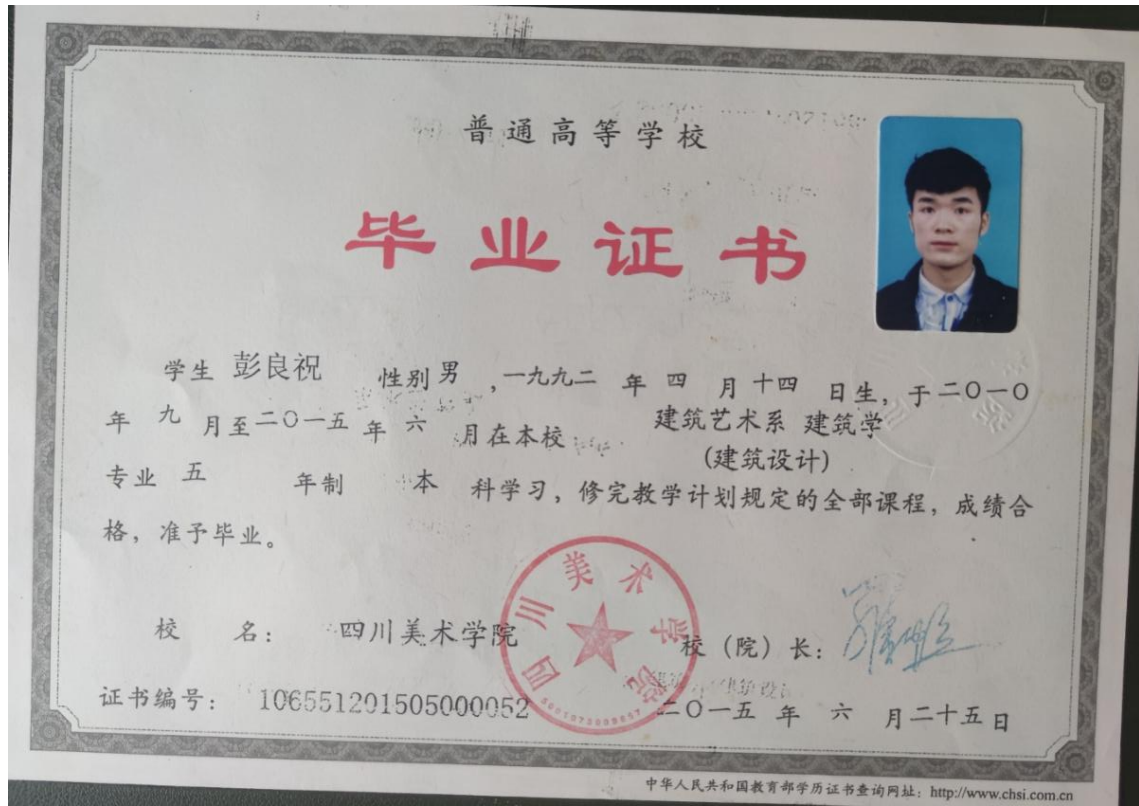 普通高等学校
毕业证书
学生 彭良祝 性别 男 ,一九九二 年 四 月 十四 日生, 于二〇一〇
年 九 月至二〇一五 年 六 月在本校 建筑艺术系 建筑学
(建筑设计)
专业 五 年制 本 科学习, 修完教学计划规定的全部课程, 成绩合
格, 准予毕业。
四川美术学院
校 名: 四川美术学院
校(院)长:
证书编号: 106551201505000052
二〇一五 年 六 月二十五日
中华人民共和国教育部学历证书查询网址: http://www.chsi.com.cn